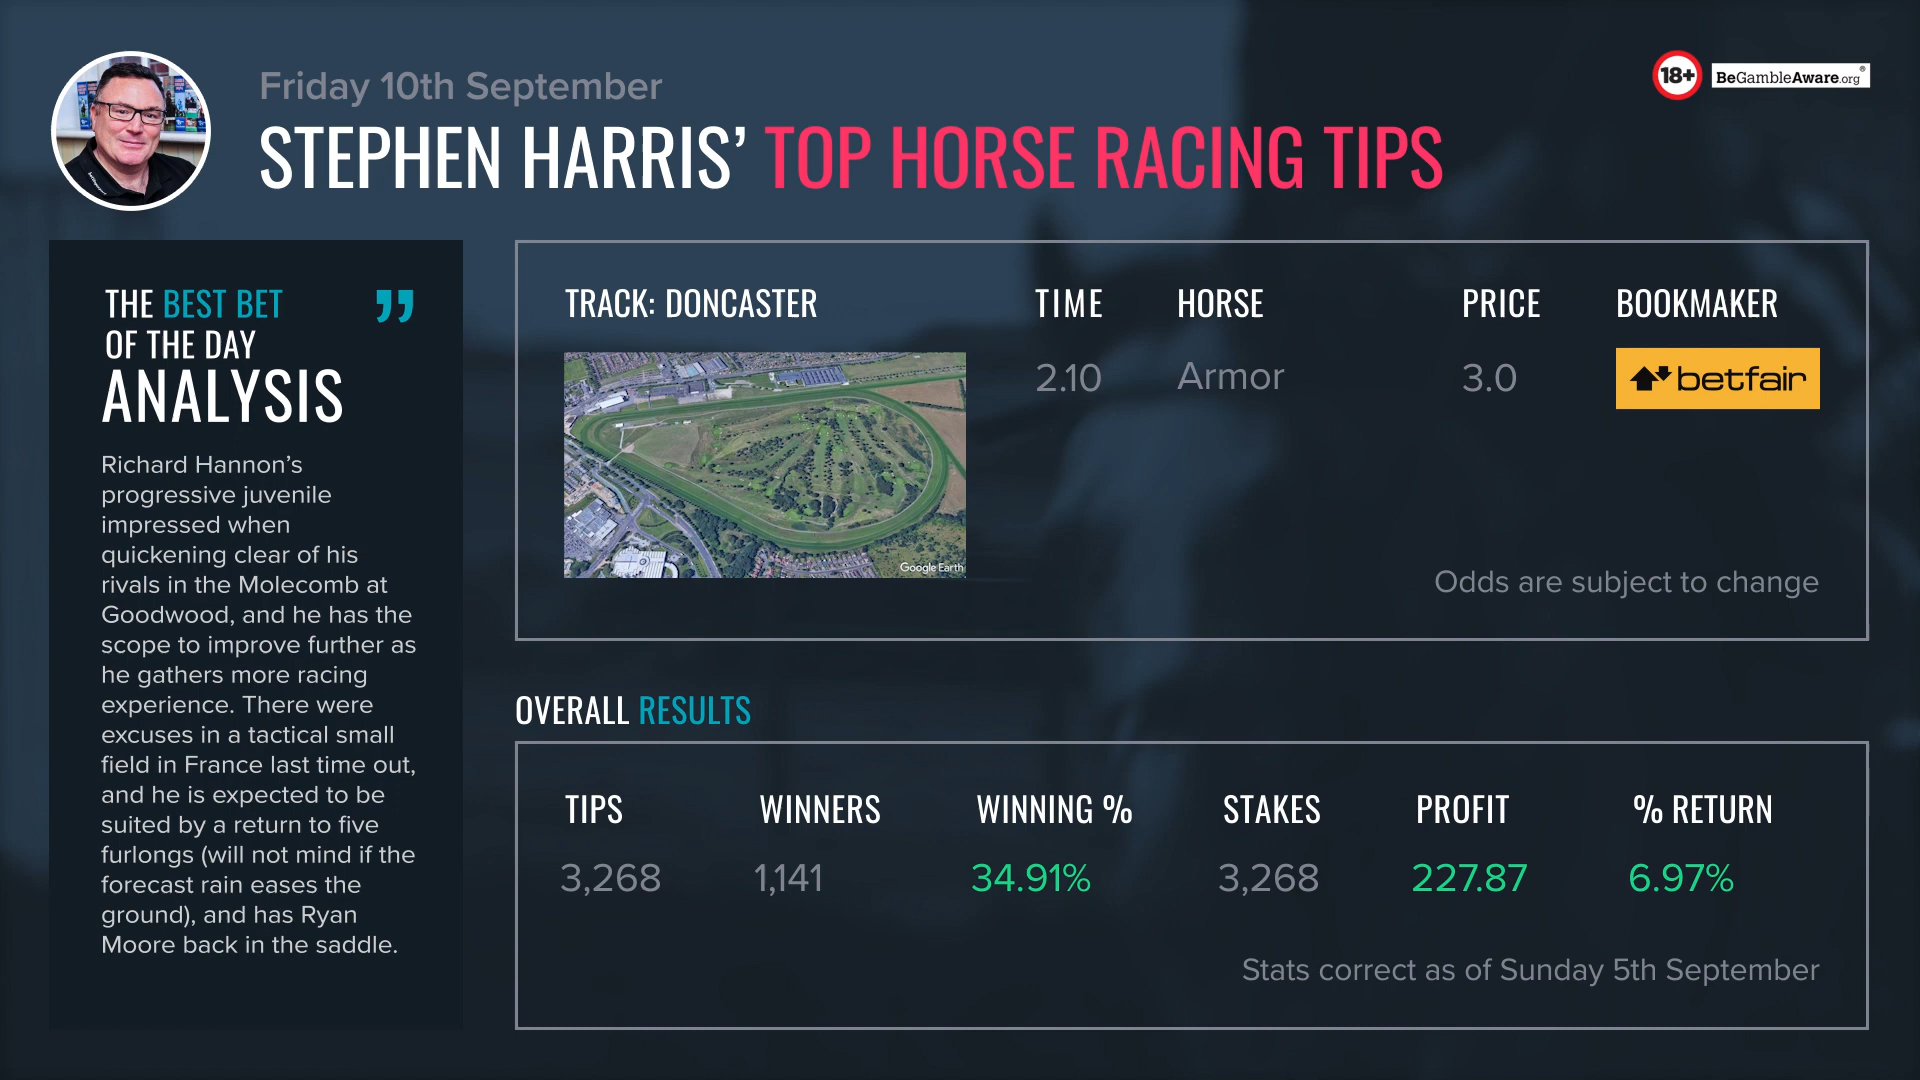 Friday 10th September
STEPHEN HARRIS’ TOP HORSE RACING TIPS
18+
BeGambleAware.org®
THE BEST BET
OF THE DAY
ANALYSIS
”
Richard Hannon’s
progressive juvenile
impressed when
quickening clear of his
rivals in the Molecomb at
Goodwood, and he has the
scope to improve further as
he gathers more racing
experience. There were
excuses in a tactical small
field in France last time out,
and he is expected to be
suited by a return to five
furlongs (will not mind if the
forecast rain eases the
ground), and has Ryan
Moore back in the saddle.
TRACK: DONCASTER TIME HORSE PRICE BOOKMAKER
2.10 Armor 3.0 betfair
Google Earth
Odds are subject to change
OVERALL RESULTS
TIPS WINNERS WINNING % STAKES PROFIT % RETURN
3,268 1,141 34.91% 3,268 227.87 6.97%
Stats correct as of Sunday 5th September